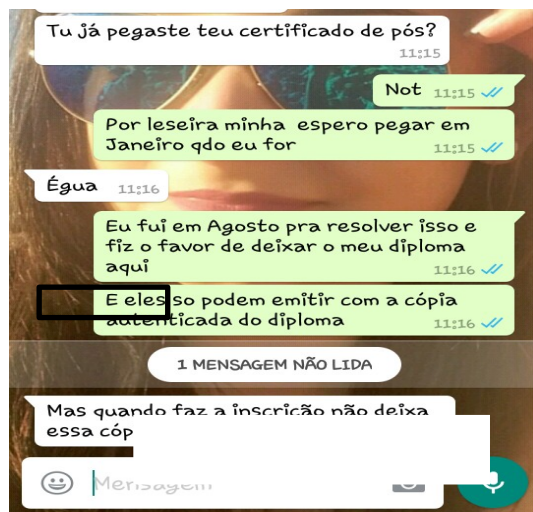 Tu já pegaste teu certificado de pós?
11:15
Not 11:15
Por leseira minha espero pegar em
Janeiro qdo eu for 11:15
Égua 11:16
Eu fui em Agosto pra resolver isso e
fiz o favor de deixar o meu diploma
aqui 11:16
E eles so podem emitir com a cópia
autenticada do diploma 11:16
1 MENSAGEM NÃO LIDA
Mas quando faz a inscrição não deixa
essa cóp
Mensagem